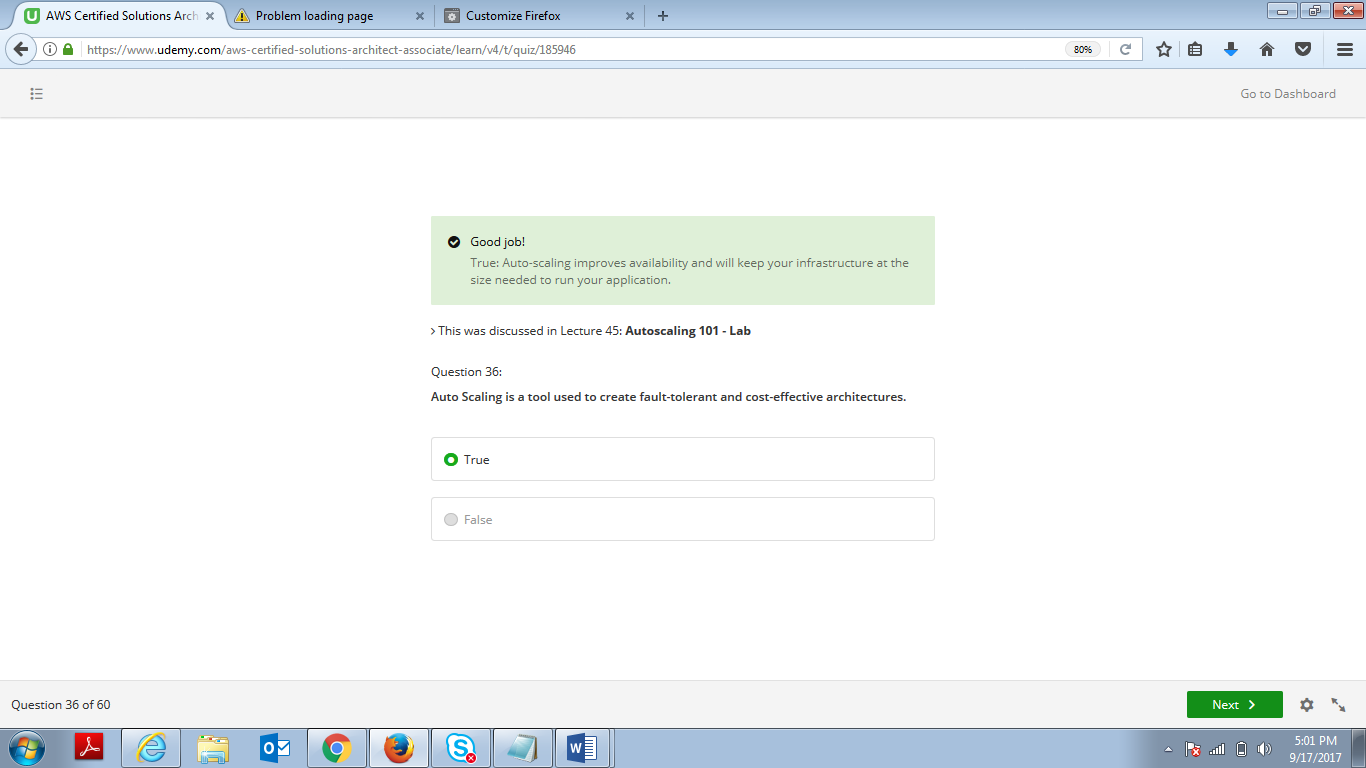 AWS Certified Solutions Arch
Problem loading page
Customize Firefox
https://www.udemy.com/aws-certified-solutions-architect-associate/learn/v4/t/quiz/185946
80%
Go to Dashboard
Good job!
True: Auto-scaling improves availability and will keep your infrastructure at the
size needed to run your application.
This was discussed in Lecture 45: Autoscaling 101 - Lab
Question 36:
Auto Scaling is a tool used to create fault-tolerant and cost-effective architectures.
True
False
Question 36 of 60
Next
5:01 PM
9/17/2017